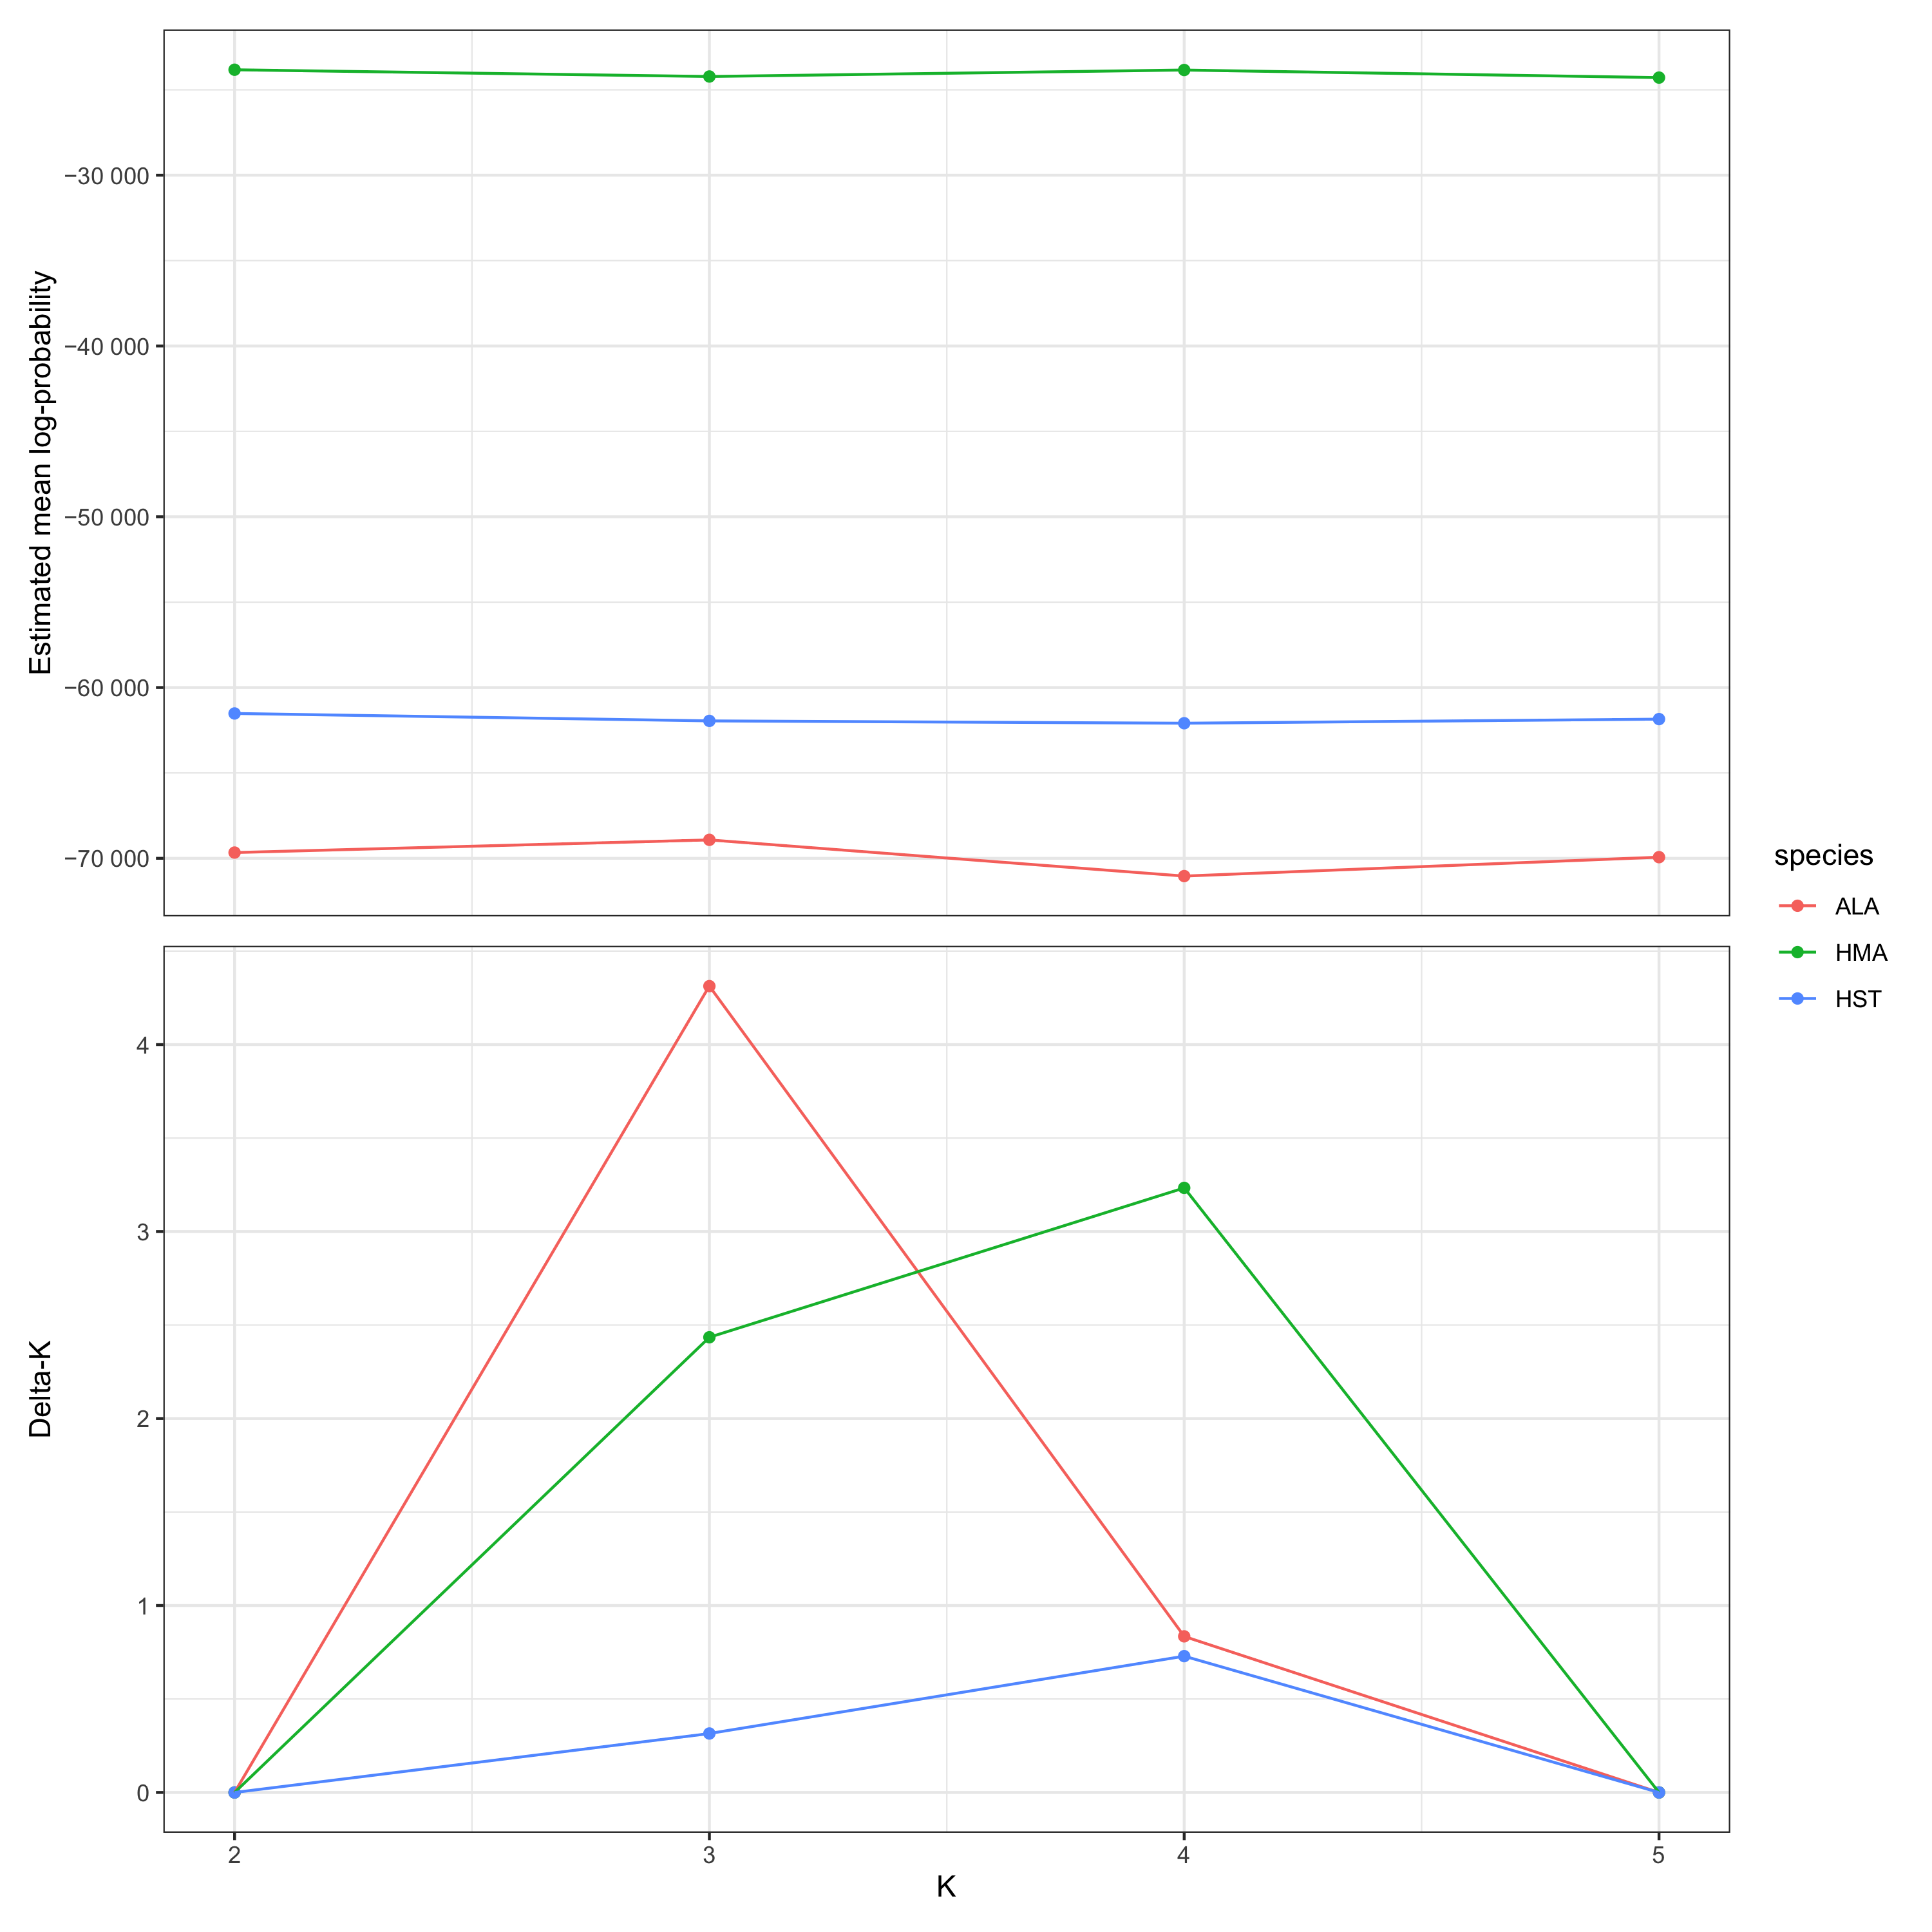 Estimated mean log-probability
−30 000
−40 000
−50 000
−60 000
−70 000
Delta-K
4
3
2
1
0
2 3 4 5
K
species
ALA
HMA
HST